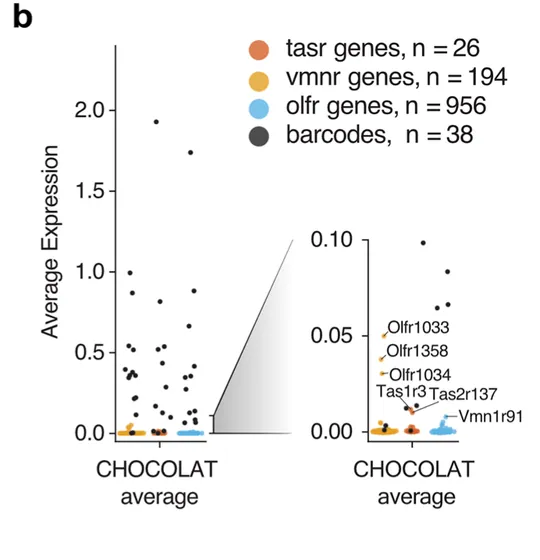 b
tasr genes, n = 26
vmnr genes, n = 194
olfr genes, n = 956
barcodes, n = 38
Average Expression
2.0
1.5
1.0
0.5
0.0
CHOCOLAT
average
0.10
0.05
0.00
Olfr1033
Olfr1358
Olfr1034
Tas1r3
Tas2r137
Vmn1r91
CHOCOLAT
average